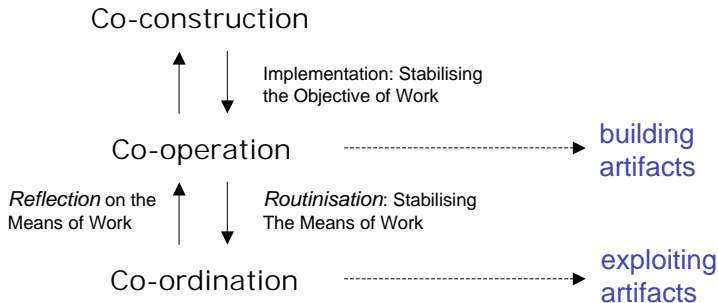 Co-construction
Implementation: Stabilising
the Objective of Work
Co-operation
building
artifacts
Reflection on the
Means of Work
Routinisation: Stabilising
The Means of Work
Co-ordination
exploiting
artifacts